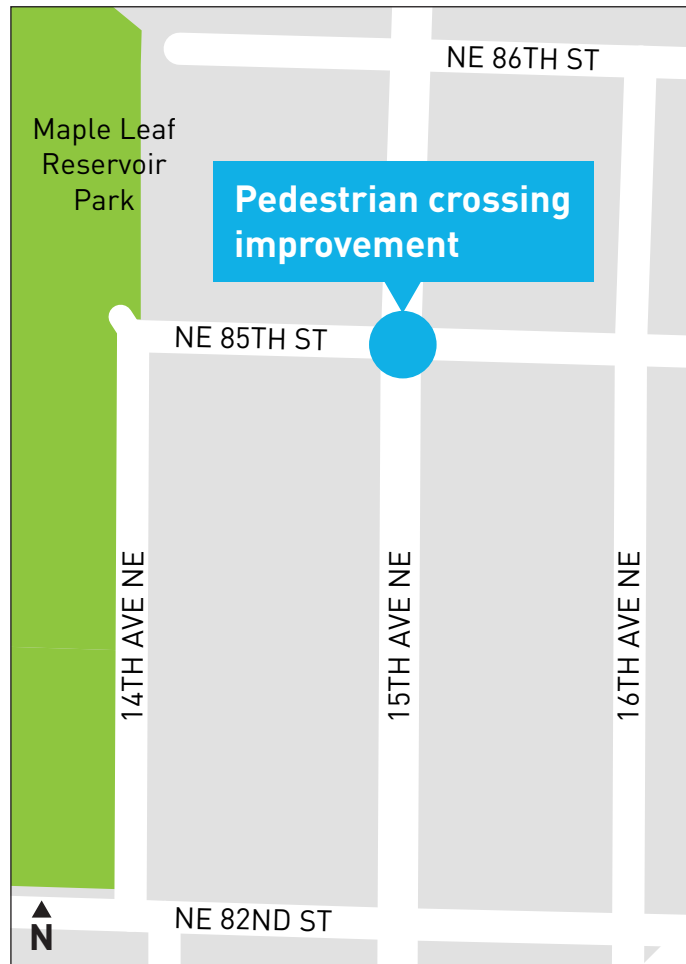 NE 86TH ST
Maple Leaf
Reservoir
Park
Pedestrian crossing
improvement
NE 85TH ST
14TH AVE NE
15TH AVE NE
16TH AVE NE
NE 82ND ST
N